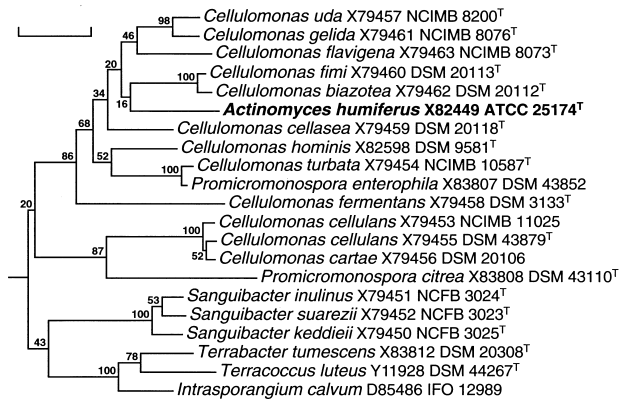 Cellulomonas uda X79457 NCIMB 8200T
98
Cellulomonas gelida X79461 NCIMB 8076T
46
Cellulomonas flavigena X79463 NCIMB 8073T
20
Cellulomonas fimi X79460 DSM 20113T
100
Cellulomonas biazotea X79462 DSM 20112T
34
16
Actinomyces humiferus X82449 ATCC 25174T
68
Cellulomonas cellasea X79459 DSM 20118T
Cellulomonas hominis X82598 DSM 9581T
86
52
Cellulomonas turbata X79454 NCIMB 10587T
100
Promicromonospora enterophila X83807 DSM 43852
Cellulomonas fermentans X79458 DSM 3133T
20
Cellulomonas cellulans X79453 NCIMB 11025
100
Cellulomonas cellulans X79455 DSM 43879T
87
52
Cellulomonas cartae X79456 DSM 20106
Promicromonospora citrea X83808 DSM 43110T
Sanguibacter inulinus X79451 NCFB 3024T
53
Sanguibacter suarezii X79452 NCFB 3023T
100
Sanguibacter keddieii X79450 NCFB 3025T
43
Terrabacter tumescens X83812 DSM 20308T
78
Terracoccus luteus Y11928 DSM 44267T
100
Intrasporangium calvum D85486 IFO 12989